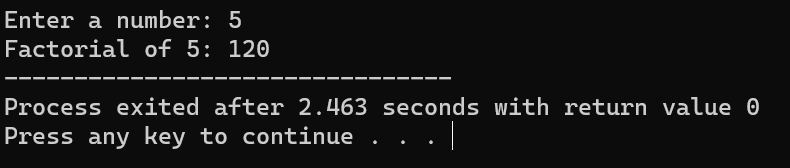 Enter a number: 5
Factorial of 5: 120
--------------------------------
Process exited after 2.463 seconds with return value 0
Press any key to continue . . .